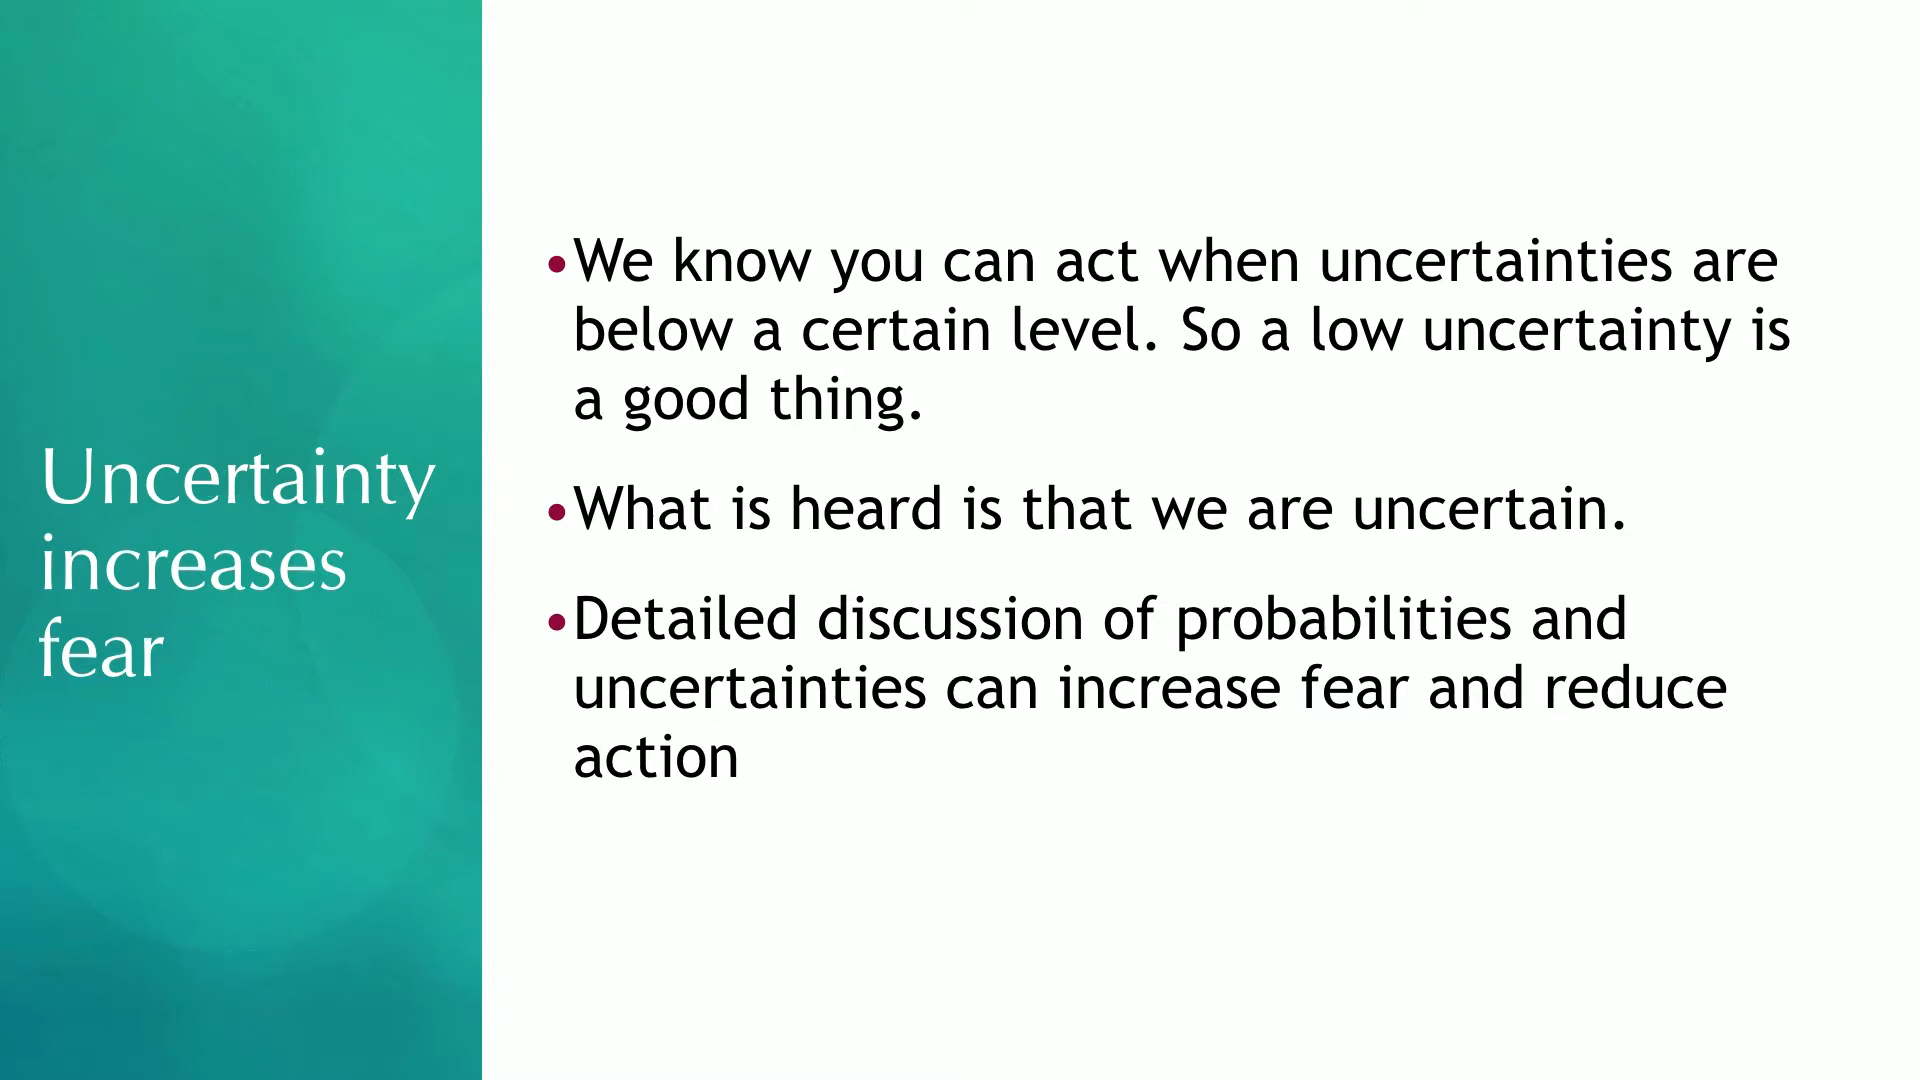 Uncertainty
increases
fear
•We know you can act when uncertainties are
below a certain level. So a low uncertainty is
a good thing.
•What is heard is that we are uncertain.
•Detailed discussion of probabilities and
uncertainties can increase fear and reduce
action